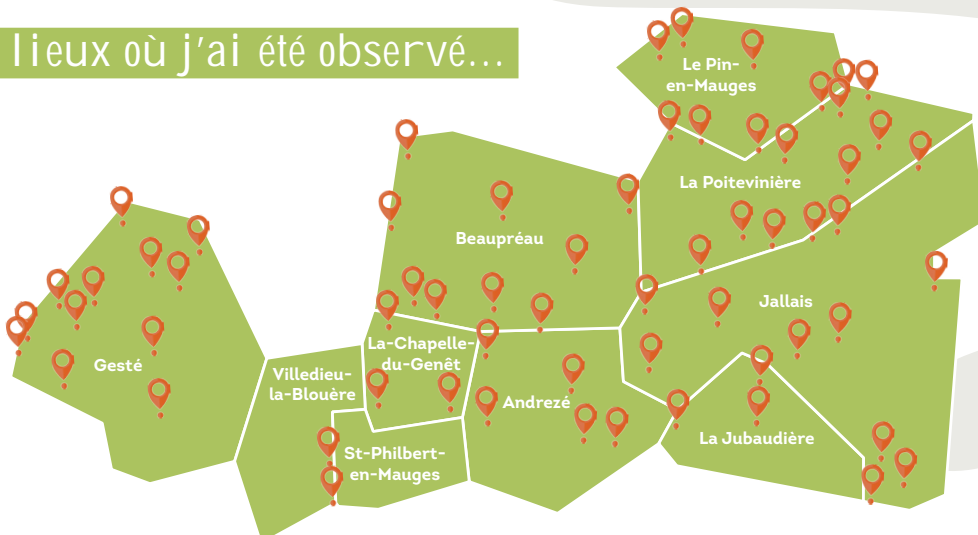 lieux où j'ai été observé...
Le Pin-
en-Mauges
La Poitevinière
Beaupréau
Jallais
La-Chapelle-
du-Genêt
Gesté
Villedieu-
la-Blouère
Andrezé
La Jubaudière
St-Philbert-
en-Mauges